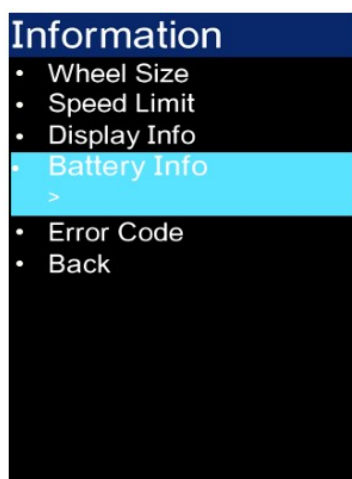 Information
• Wheel Size
• Speed Limit
• Display Info
• Battery Info
>
• Error Code
• Back